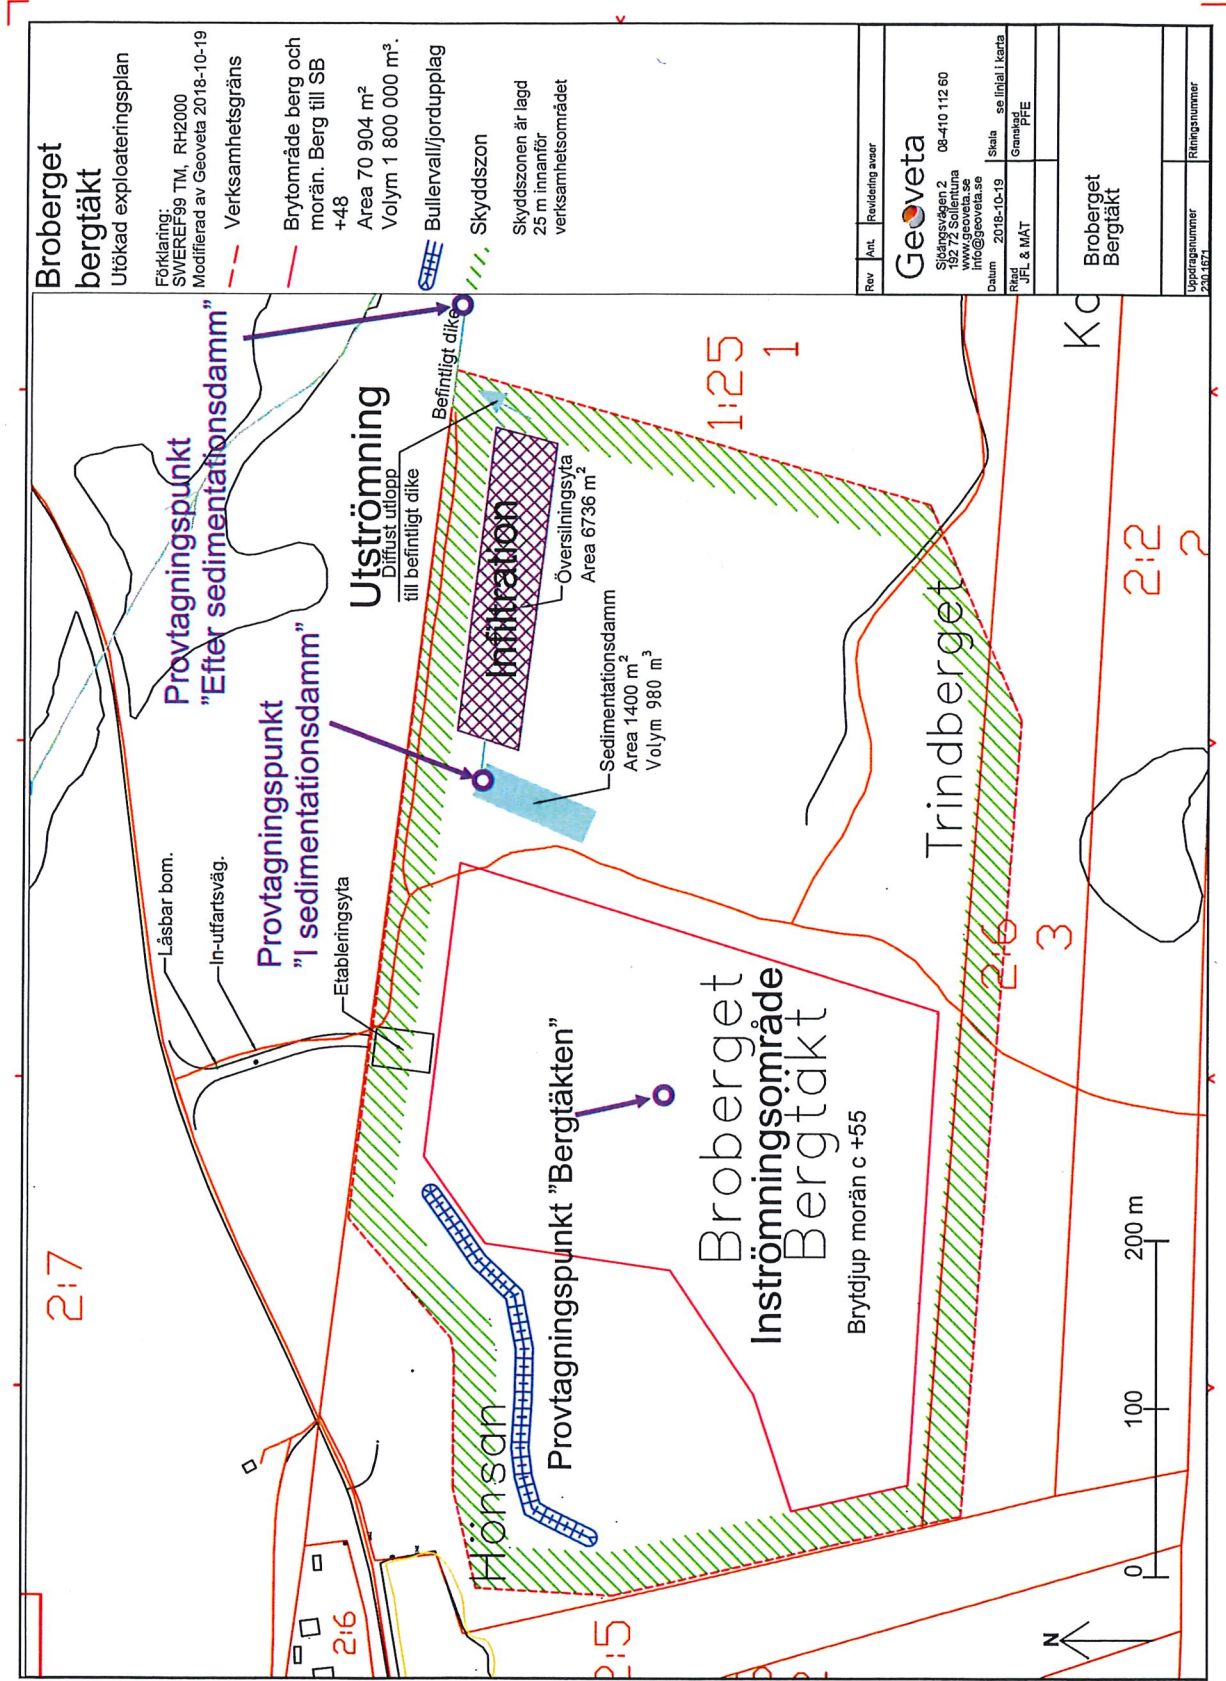 Broberget
bergtäkt
Utökad exploateringsplan
Förklaring:
SWEREF99 TM, RH2000
Modifierad av Geoveta 2018-10-19
Verksamhetsgräns
Brytområde berg och
morän. Berg till SB
+48
Area 70 904 m²
Volym 1 800 000 m³.
Bullervall/jordupplag
Skyddszon
Skyddszonen är lagd
25 m innanför
verksamhetsområdet
Rev
Ant.
Revidering avser
Geoveta
Sjöängsvägen 2
192 72 Sollentuna
www.geoveta.se
info@geoveta.se
08-410 112 60
Datum
2018-10-19
Skala
se linjal i karta
Ritad
JFL & MAT
Granskad
PFE
Broberget
Bergtäkt
Uppdragsnummer
230 1671
Ritningsnummer
Provtagningspunkt
"Efter sedimentationsdamm"
Utströmning
Diffust utlopp
till befintligt dike
Befintligt dike
Infiltration
Översilningsyta
Area 6736 m²
Provtagningspunkt
"I sedimentationsdamm"
Sedimentationsdamm
Area 1400 m²
Volym 980 m³
Låsbar bom.
In-utfartsväg.
Etableringsyta
Provtagningspunkt "Bergtäkten"
Broberget
Inströmningsområde
Bergtäkt
Brytdjup morän c +55
Hönsan
Trindberget
Ko
1:25
1
2:2
2
2:6
3
2:7
2:6
2:5
0
100
200 m
N